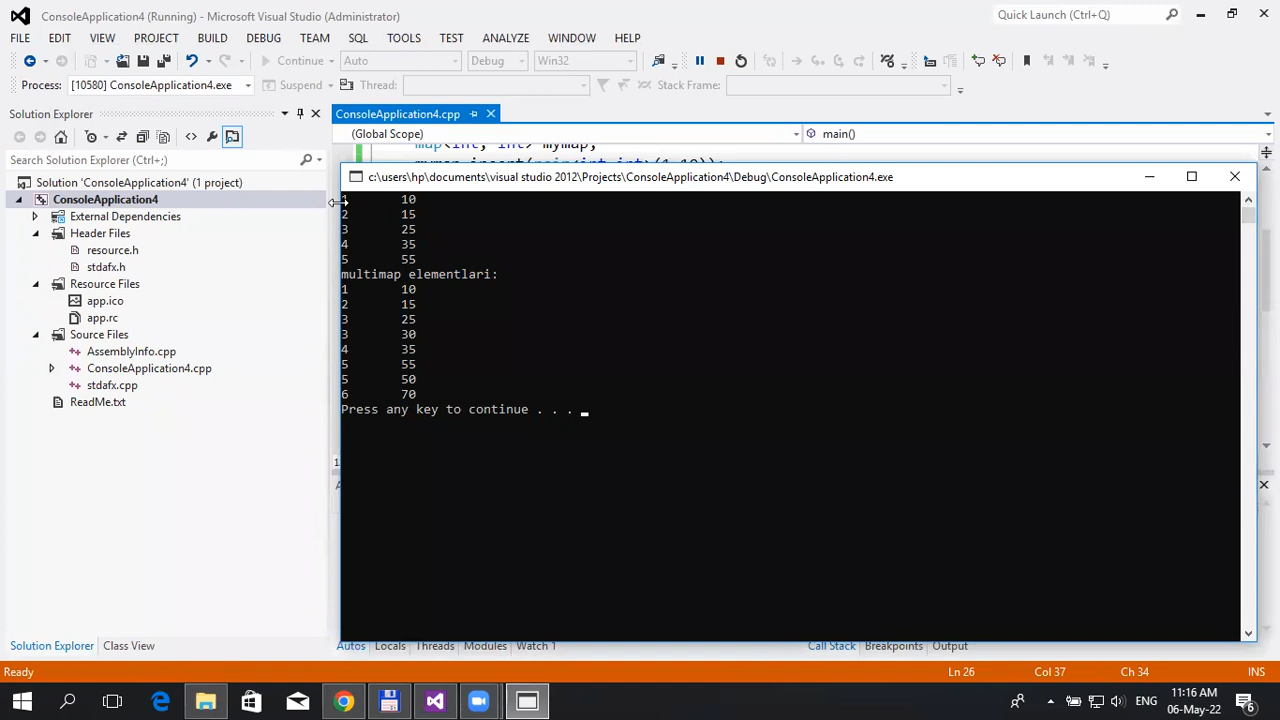 ConsoleApplication4 (Running) - Microsoft Visual Studio (Administrator)
Quick Launch (Ctrl+Q)
FILE EDIT VIEW PROJECT BUILD DEBUG TEAM SQL TOOLS TEST ANALYZE WINDOW HELP
Continue Auto Debug Win32
Process: [10580] ConsoleApplication4.exe Suspend Thread: Stack Frame:
Solution Explorer
ConsoleApplication4.cpp
(Global Scope) main()
Search Solution Explorer (Ctrl+;)
Solution 'ConsoleApplication4' (1 project)
ConsoleApplication4
External Dependencies
Header Files
resource.h
stdafx.h
Resource Files
app.ico
app.rc
Source Files
AssemblyInfo.cpp
ConsoleApplication4.cpp
stdafx.cpp
ReadMe.txt
map<int, int> mymap;
c:\users\hp\documents\visual studio 2012\Projects\ConsoleApplication4\Debug\ConsoleApplication4.exe
1 10
2 15
3 25
4 35
5 55
multimap elementlari:
1 10
2 15
3 25
3 30
4 35
5 55
5 50
6 70
Press any key to continue . . .
Solution Explorer Class View
Autos Locals Threads Modules Watch 1
Call Stack Breakpoints Output
Ready Ln 26 Col 37 Ch 34 INS
ENG
11:16 AM
06-May-22
6